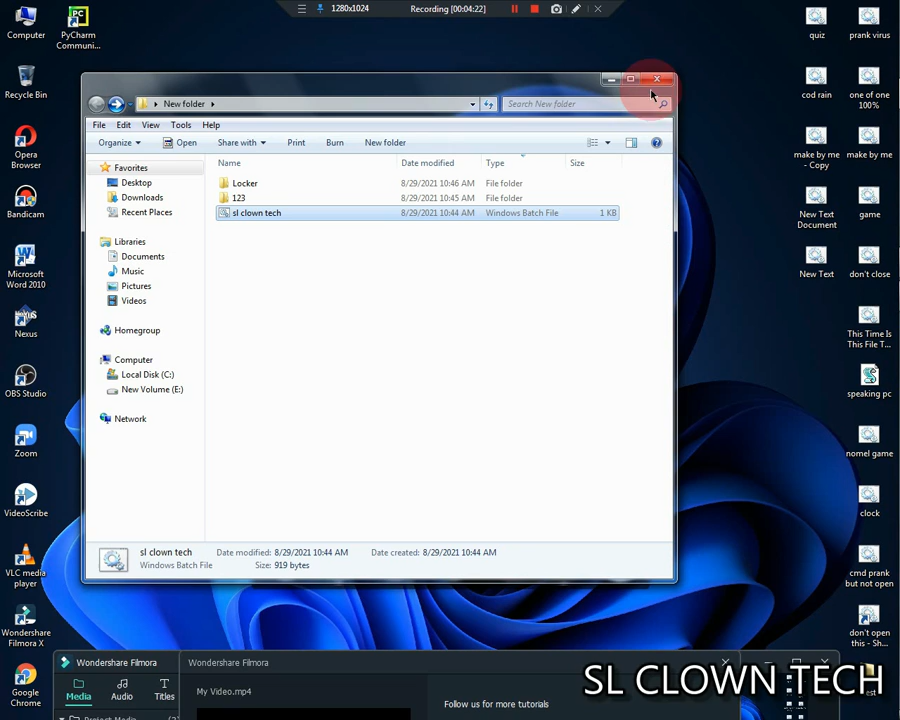 1280x1024
Recording [00:04:22]
Computer
PyCharm
Communi...
Recycle Bin
Opera
Browser
Bandicam
Microsoft
Word 2010
Nexus
OBS Studio
Zoom
VideoScribe
VLC media
player
Wondershare
Filmora X
Google
Chrome
New folder
Search New folder
File Edit View Tools Help
Organize Open Share with Print Burn New folder
Favorites
Desktop
Downloads
Recent Places
Libraries
Documents
Music
Pictures
Videos
Homegroup
Computer
Local Disk (C:)
New Volume (E:)
Network
Name Date modified Type Size
Locker 8/29/2021 10:46 AM File folder
123 8/29/2021 10:45 AM File folder
sl clown tech 8/29/2021 10:44 AM Windows Batch File 1 KB
sl clown tech Date modified: 8/29/2021 10:44 AM Date created: 8/29/2021 10:44 AM
Windows Batch File Size: 919 bytes
quiz
prank virus
cod rain
one of one
100%
make by me
- Copy
make by me
New Text
Document
game
New Text
don't close
This Time Is
This File T...
speaking pc
nomel game
clock
cmd prank
but not open
don't open
this - Sh...
Wondershare Filmora
Wondershare Filmora
Media Audio Titles
My Video.mp4
Follow us for more tutorials
Project Media
SL CLOWN TECH